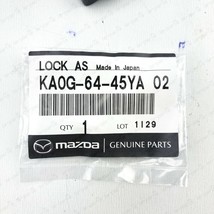 LOCK AS Made In Japan
KA0G-64-45YA 02
QTY 1 LOT 1129
mazda GENUINE PARTS